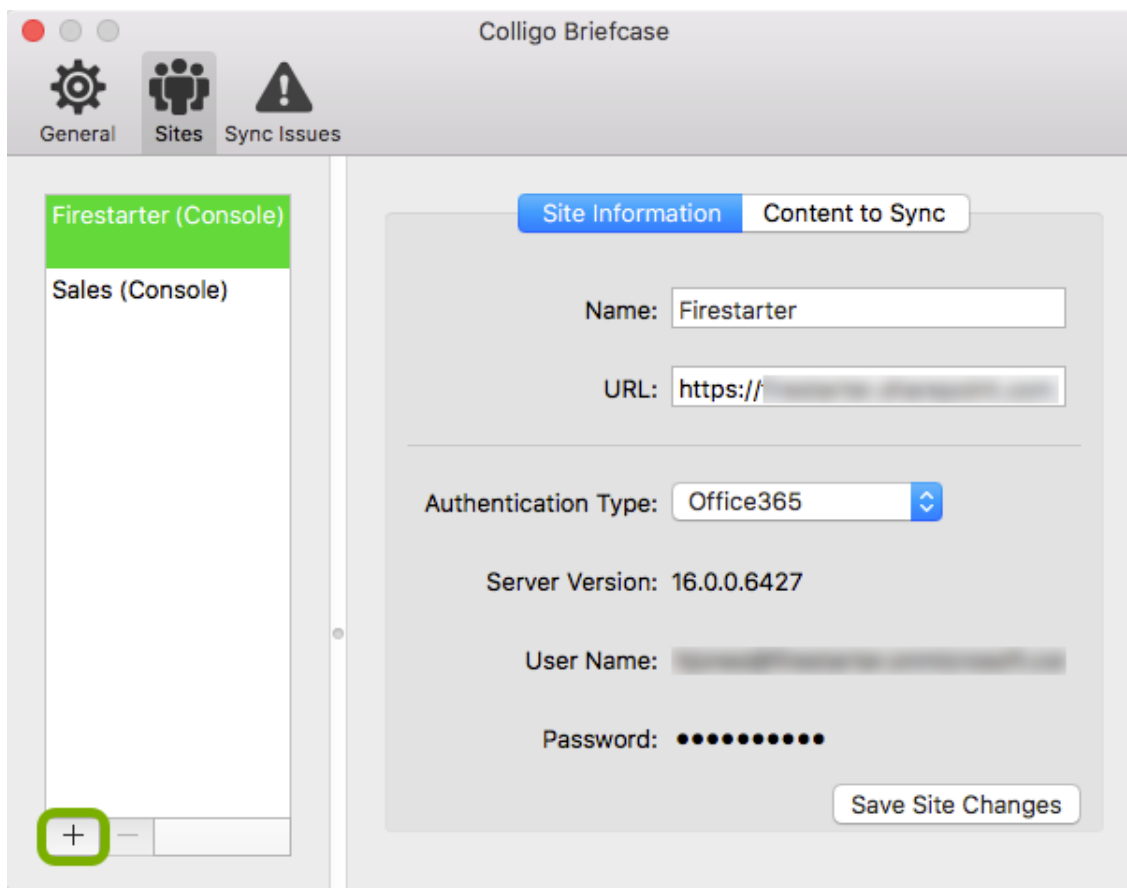 Colligo Briefcase
General Sites Sync Issues
Firestarter (Console)
Sales (Console)
+ −
Site Information Content to Sync
Name: Firestarter
URL: https://
Authentication Type: Office365
Server Version: 16.0.0.6427
User Name:
Password: ••••••••••
Save Site Changes